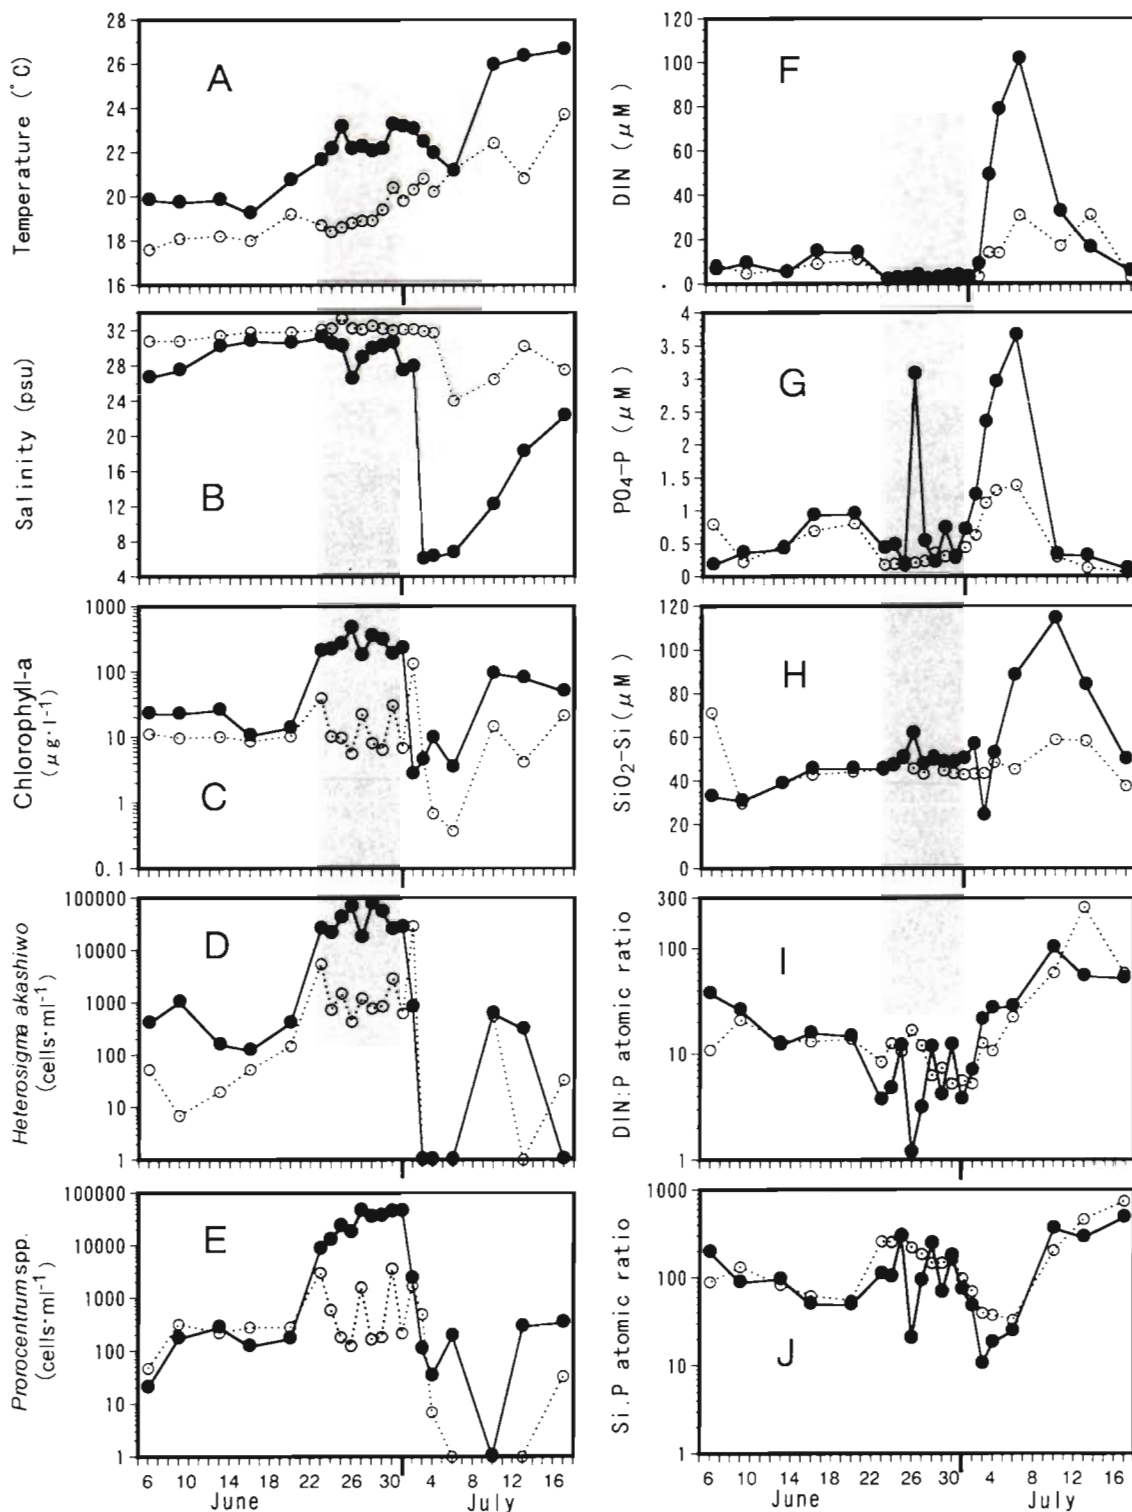 Temperature (°C)
28
26
24
22
20
18
16
A
Salinity (psu)
32
28
24
20
16
12
8
4
B
Chlorophyll-a
(μg·l⁻¹)
1000
100
10
1
0.1
C
Heterosigma akashiwo
(cells·ml⁻¹)
100000
10000
1000
100
10
1
D
Prorocentrum spp.
(cells·ml⁻¹)
100000
10000
1000
100
10
1
E
6 10 14 18 22 26 30 4 8 12 16
June July
DIN (μM)
120
100
80
60
40
20
0
F
PO₄-P (μM)
4
3.5
3
2.5
2
1.5
1
0.5
0
G
SiO₂-Si(μM)
120
100
80
60
40
20
0
H
DIN:P atomic ratio
300
100
10
1
I
Si.P atomic ratio
1000
100
10
1
J
6 10 14 18 22 26 30 4 8 12 16
June July